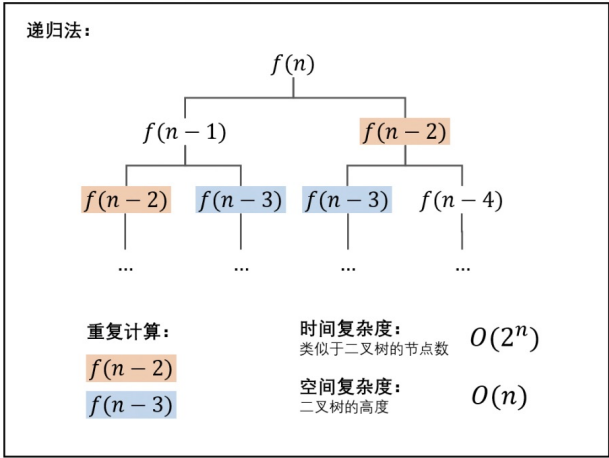 递归法：
f(n)
f(n − 1) f(n − 2)
f(n − 2) f(n − 3) f(n − 3) f(n − 4)
... ... ... ...
重复计算：
f(n − 2)
f(n − 3)
时间复杂度：
类似于二叉树的节点数
O(2ⁿ)
空间复杂度：
二叉树的高度
O(n)